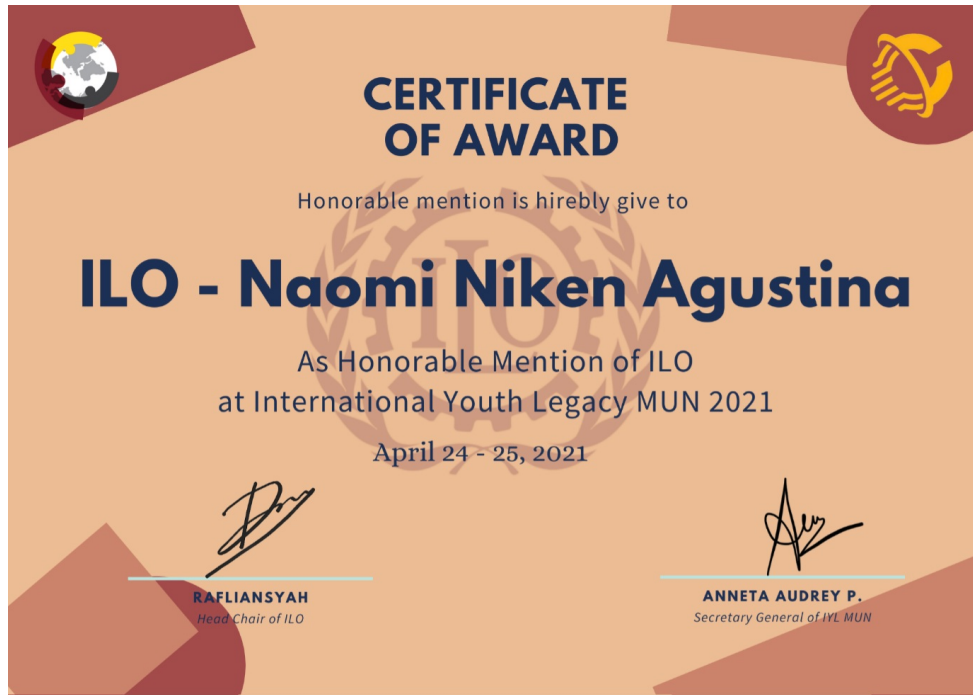 CERTIFICATE
OF AWARD
Honorable mention is hirebly give to
ILO - Naomi Niken Agustina
As Honorable Mention of ILO
at International Youth Legacy MUN 2021
April 24 - 25, 2021
RAFLIANSYAH
Head Chair of ILO
ANNETA AUDREY P.
Secretary General of IYL MUN
ILO